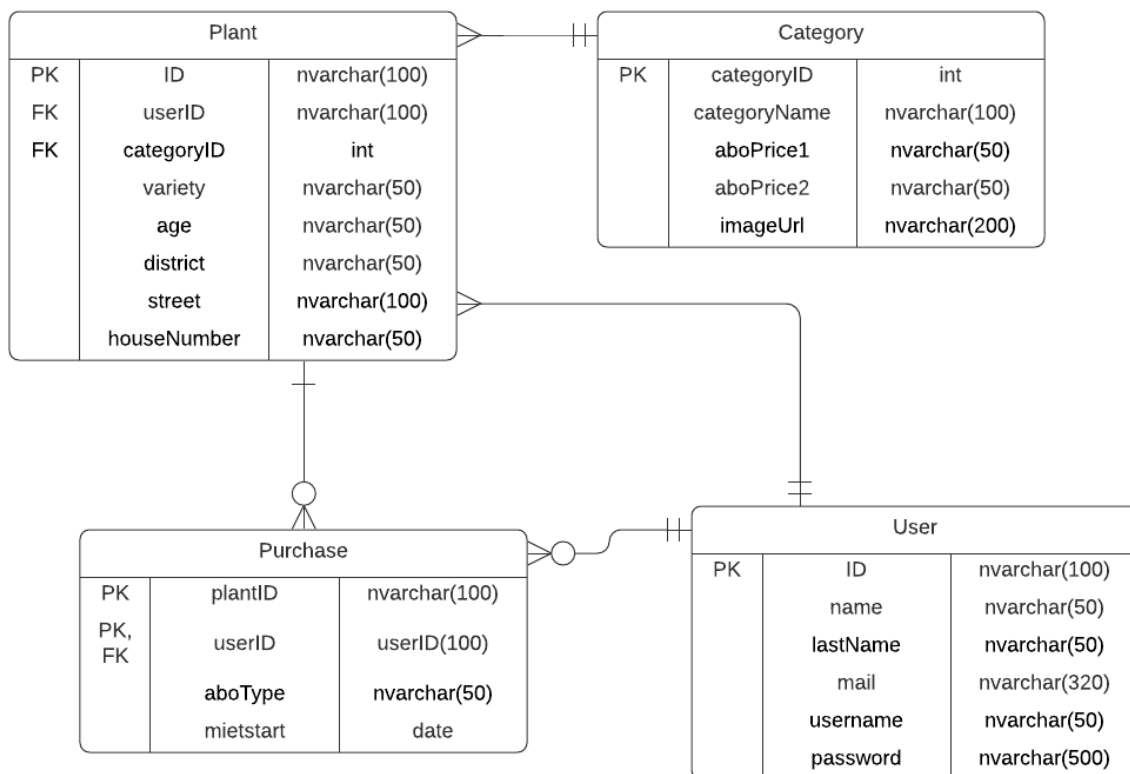 Plant
PK ID nvarchar(100)
FK userID nvarchar(100)
FK categoryID int
variety nvarchar(50)
age nvarchar(50)
district nvarchar(50)
street nvarchar(100)
houseNumber nvarchar(50)
Category
PK categoryID int
categoryName nvarchar(100)
aboPrice1 nvarchar(50)
aboPrice2 nvarchar(50)
imageUrl nvarchar(200)
Purchase
PK plantID nvarchar(100)
PK, FK userID userID(100)
aboType nvarchar(50)
mietstart date
User
PK ID nvarchar(100)
name nvarchar(50)
lastName nvarchar(50)
mail nvarchar(320)
username nvarchar(50)
password nvarchar(500)